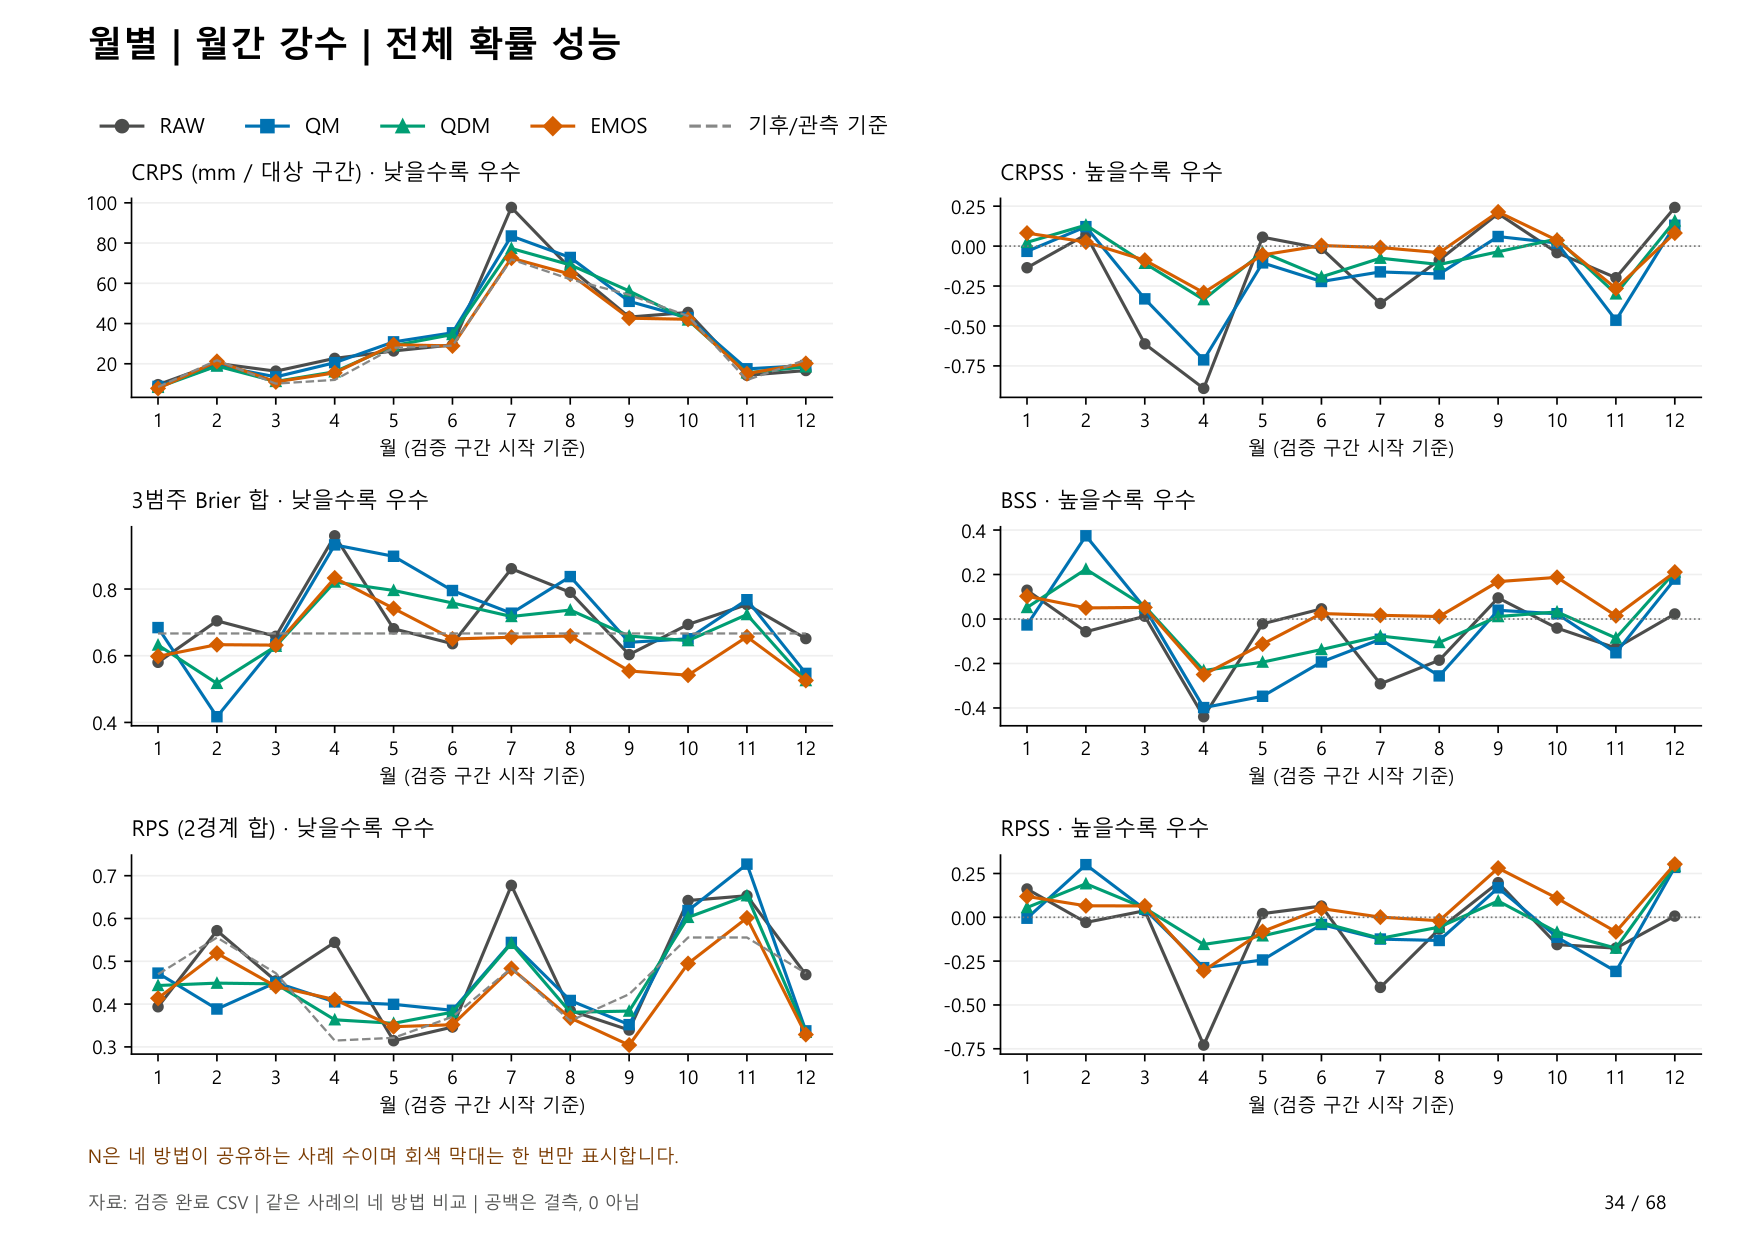 월별 | 월간 강수 | 전체 확률 성능
RAW QM QDM EMOS 기후/관측 기준
CRPS (mm / 대상 구간) · 낮을수록 우수
100
80
60
40
20
1 2 3 4 5 6 7 8 9 10 11 12
월 (검증 구간 시작 기준)
CRPSS · 높을수록 우수
0.25
0.00
-0.25
-0.50
-0.75
1 2 3 4 5 6 7 8 9 10 11 12
월 (검증 구간 시작 기준)
3범주 Brier 합 · 낮을수록 우수
0.8
0.6
0.4
1 2 3 4 5 6 7 8 9 10 11 12
월 (검증 구간 시작 기준)
BSS · 높을수록 우수
0.4
0.2
0.0
-0.2
-0.4
1 2 3 4 5 6 7 8 9 10 11 12
월 (검증 구간 시작 기준)
RPS (2경계 합) · 낮을수록 우수
0.7
0.6
0.5
0.4
0.3
1 2 3 4 5 6 7 8 9 10 11 12
월 (검증 구간 시작 기준)
RPSS · 높을수록 우수
0.25
0.00
-0.25
-0.50
-0.75
1 2 3 4 5 6 7 8 9 10 11 12
월 (검증 구간 시작 기준)
N은 네 방법이 공유하는 사례 수이며 회색 막대는 한 번만 표시합니다.
자료: 검증 완료 CSV | 같은 사례의 네 방법 비교 | 공백은 결측, 0 아님
34 / 68